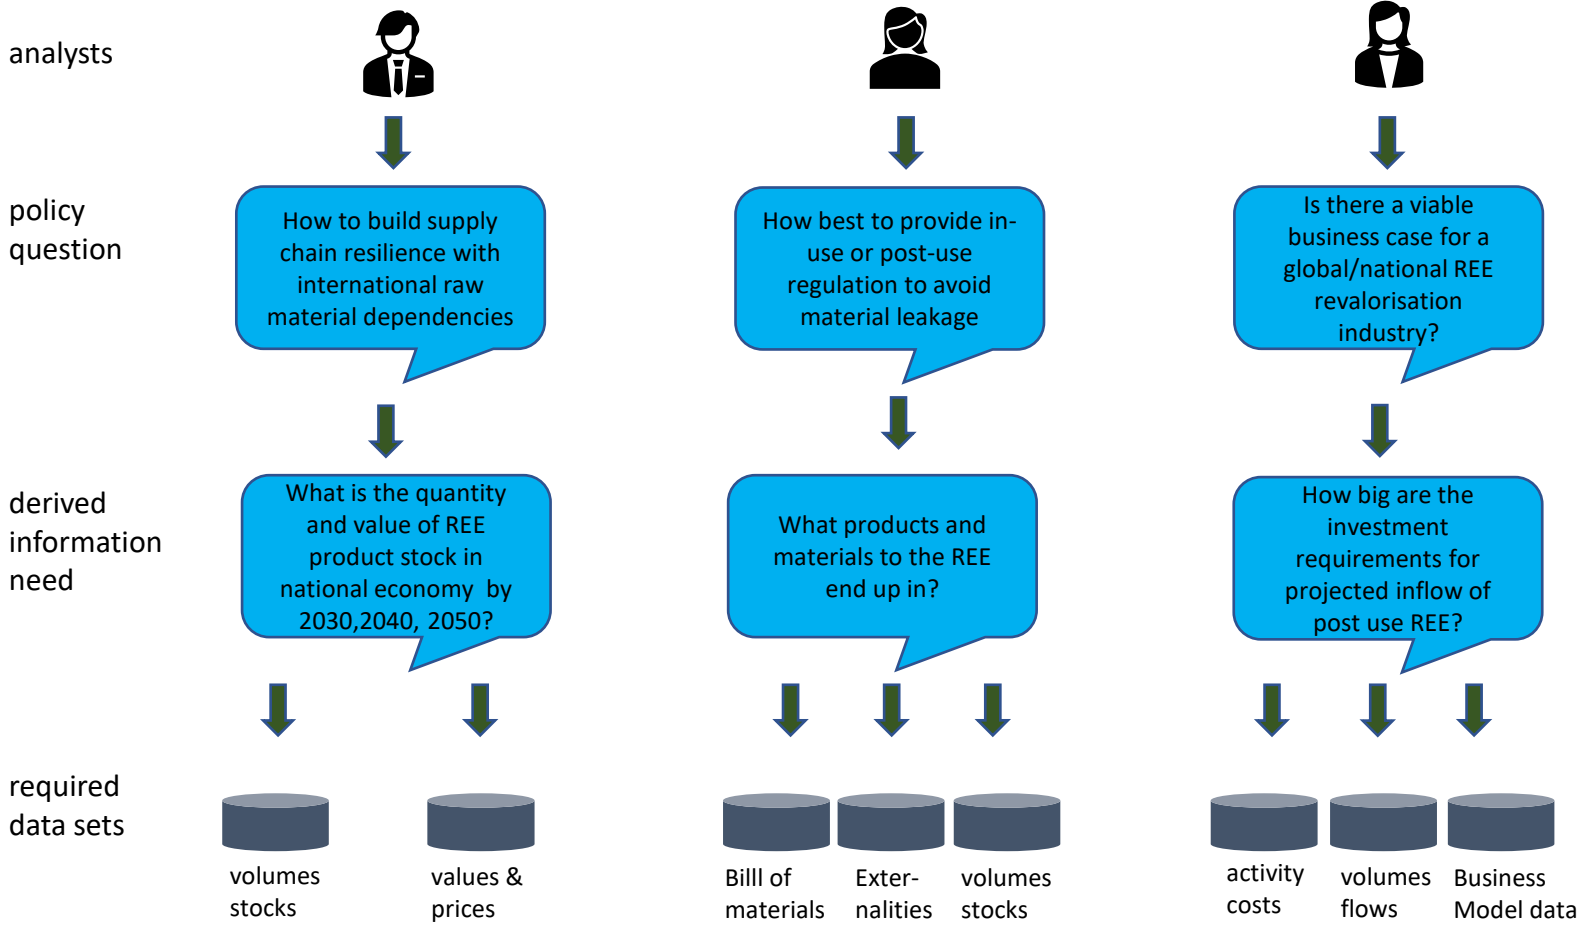 analysts
policy
question
How to build supply
chain resilience with
international raw
material dependencies
How best to provide in-
use or post-use
regulation to avoid
material leakage
Is there a viable
business case for a
global/national REE
revalorisation
industry?
derived
information
need
What is the quantity
and value of REE
product stock in
national economy by
2030,2040, 2050?
What products and
materials to the REE
end up in?
How big are the
investment
requirements for
projected inflow of
post use REE?
required
data sets
volumes
stocks
values &
prices
Billl of
materials
Exter-
nalities
volumes
stocks
activity
costs
volumes
flows
Business
Model data